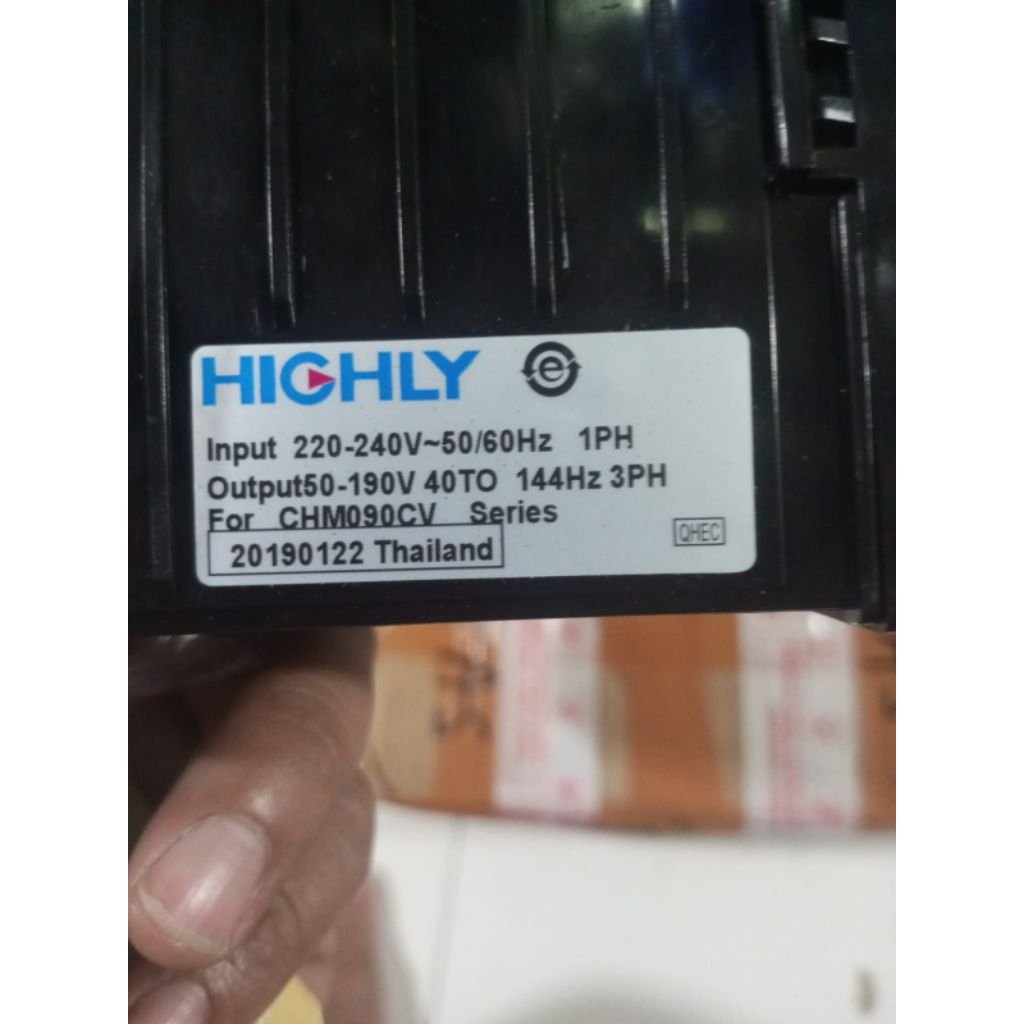 HIGHLY e
Input 220-240V~50/60Hz 1PH
Output50-190V 40TO 144Hz 3PH
For CHM090CV Series
QHEC
20190122 Thailand